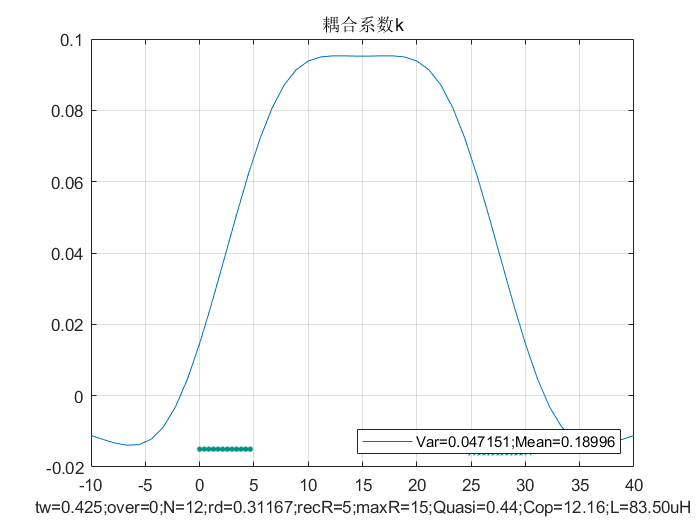 耦合系数k
0.1
0.08
0.06
0.04
0.02
0
-0.02
-10 -5 0 5 10 15 20 25 30 35 40
Var=0.047151;Mean=0.18996
tw=0.425;over=0;N=12;rd=0.31167;recR=5;maxR=15;Quasi=0.44;Cop=12.16;L=83.50uH